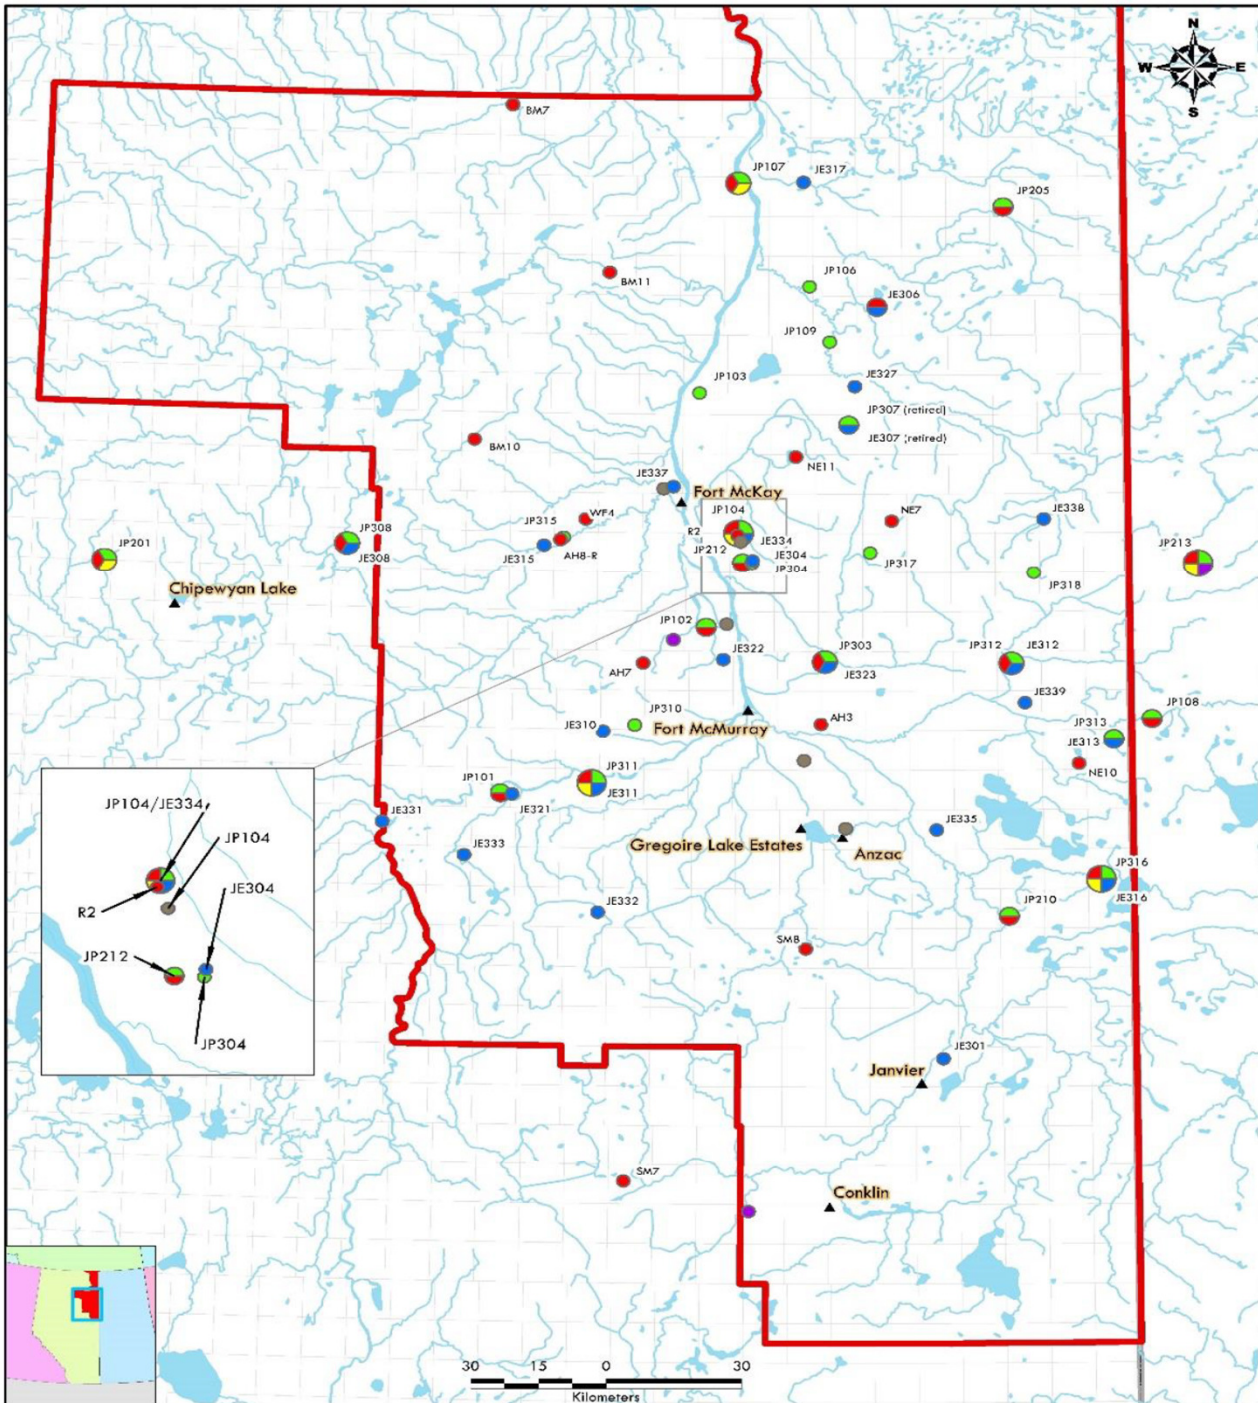 N
W E
S
BM7
JP107
JE317
JP205
BM11
JP106
JE306
JP109
JE327
JP103
JP307 (retired)
JE307 (retired)
BM10
NE11
JE337
Fort McKay
WF4
JP104
NE7
JE338
JP308
JP315
R2
JE334
JP201
JE315
AH8-R
JP212
JE304
JP213
JE308
JP304
JP317
JP318
Chipewyan Lake
JP102
JE322
JP303
JP312
JE312
AH7
JE323
JE339
JP310
AH3
JP108
JE310
Fort McMurray
JP313
JE313
NE10
JP101
JP311
JE321
JE311
JP104/JE334
JE331
JE335
JP104
Gregoire Lake Estates
Anzac
JE333
JP316
JE304
JE316
R2
JE332
JP210
JP212
SM8
JP304
JE301
Janvier
SM7
Conklin
30 15 0 30
Kilometers